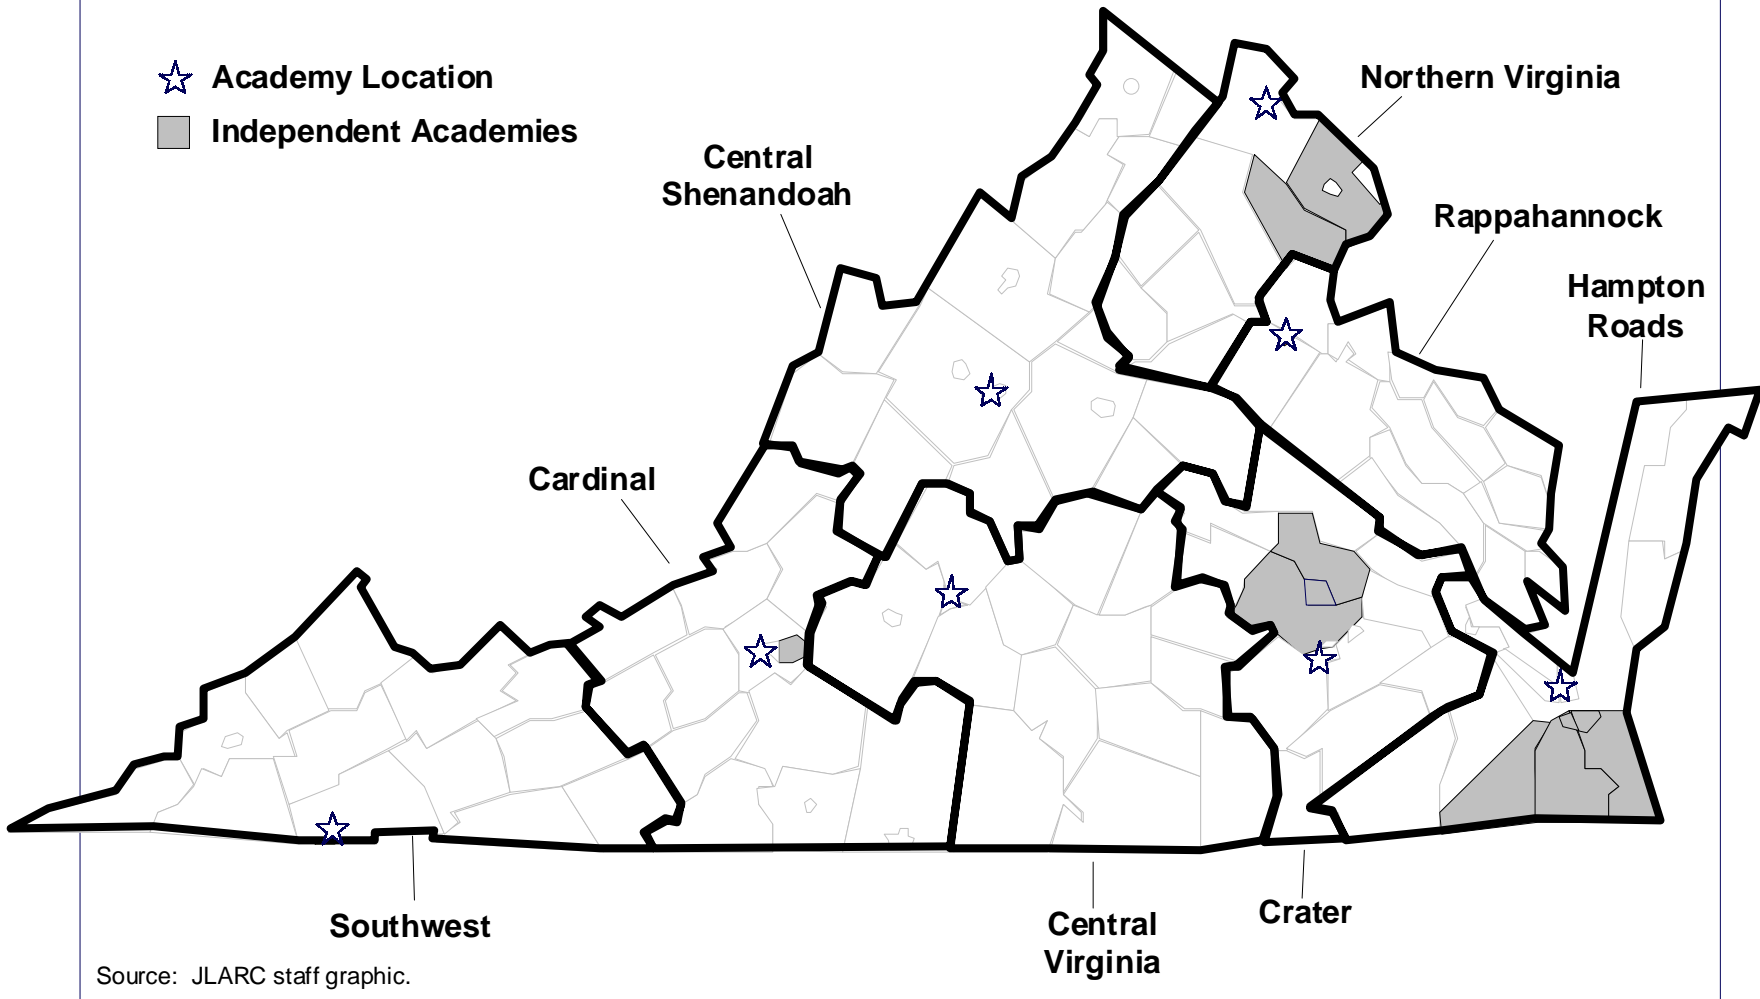 Academy Location
Independent Academies
Northern Virginia
Central
Shenandoah
Rappahannock
Hampton
Roads
Cardinal
Southwest
Central
Virginia
Crater
Source: JLARC staff graphic.